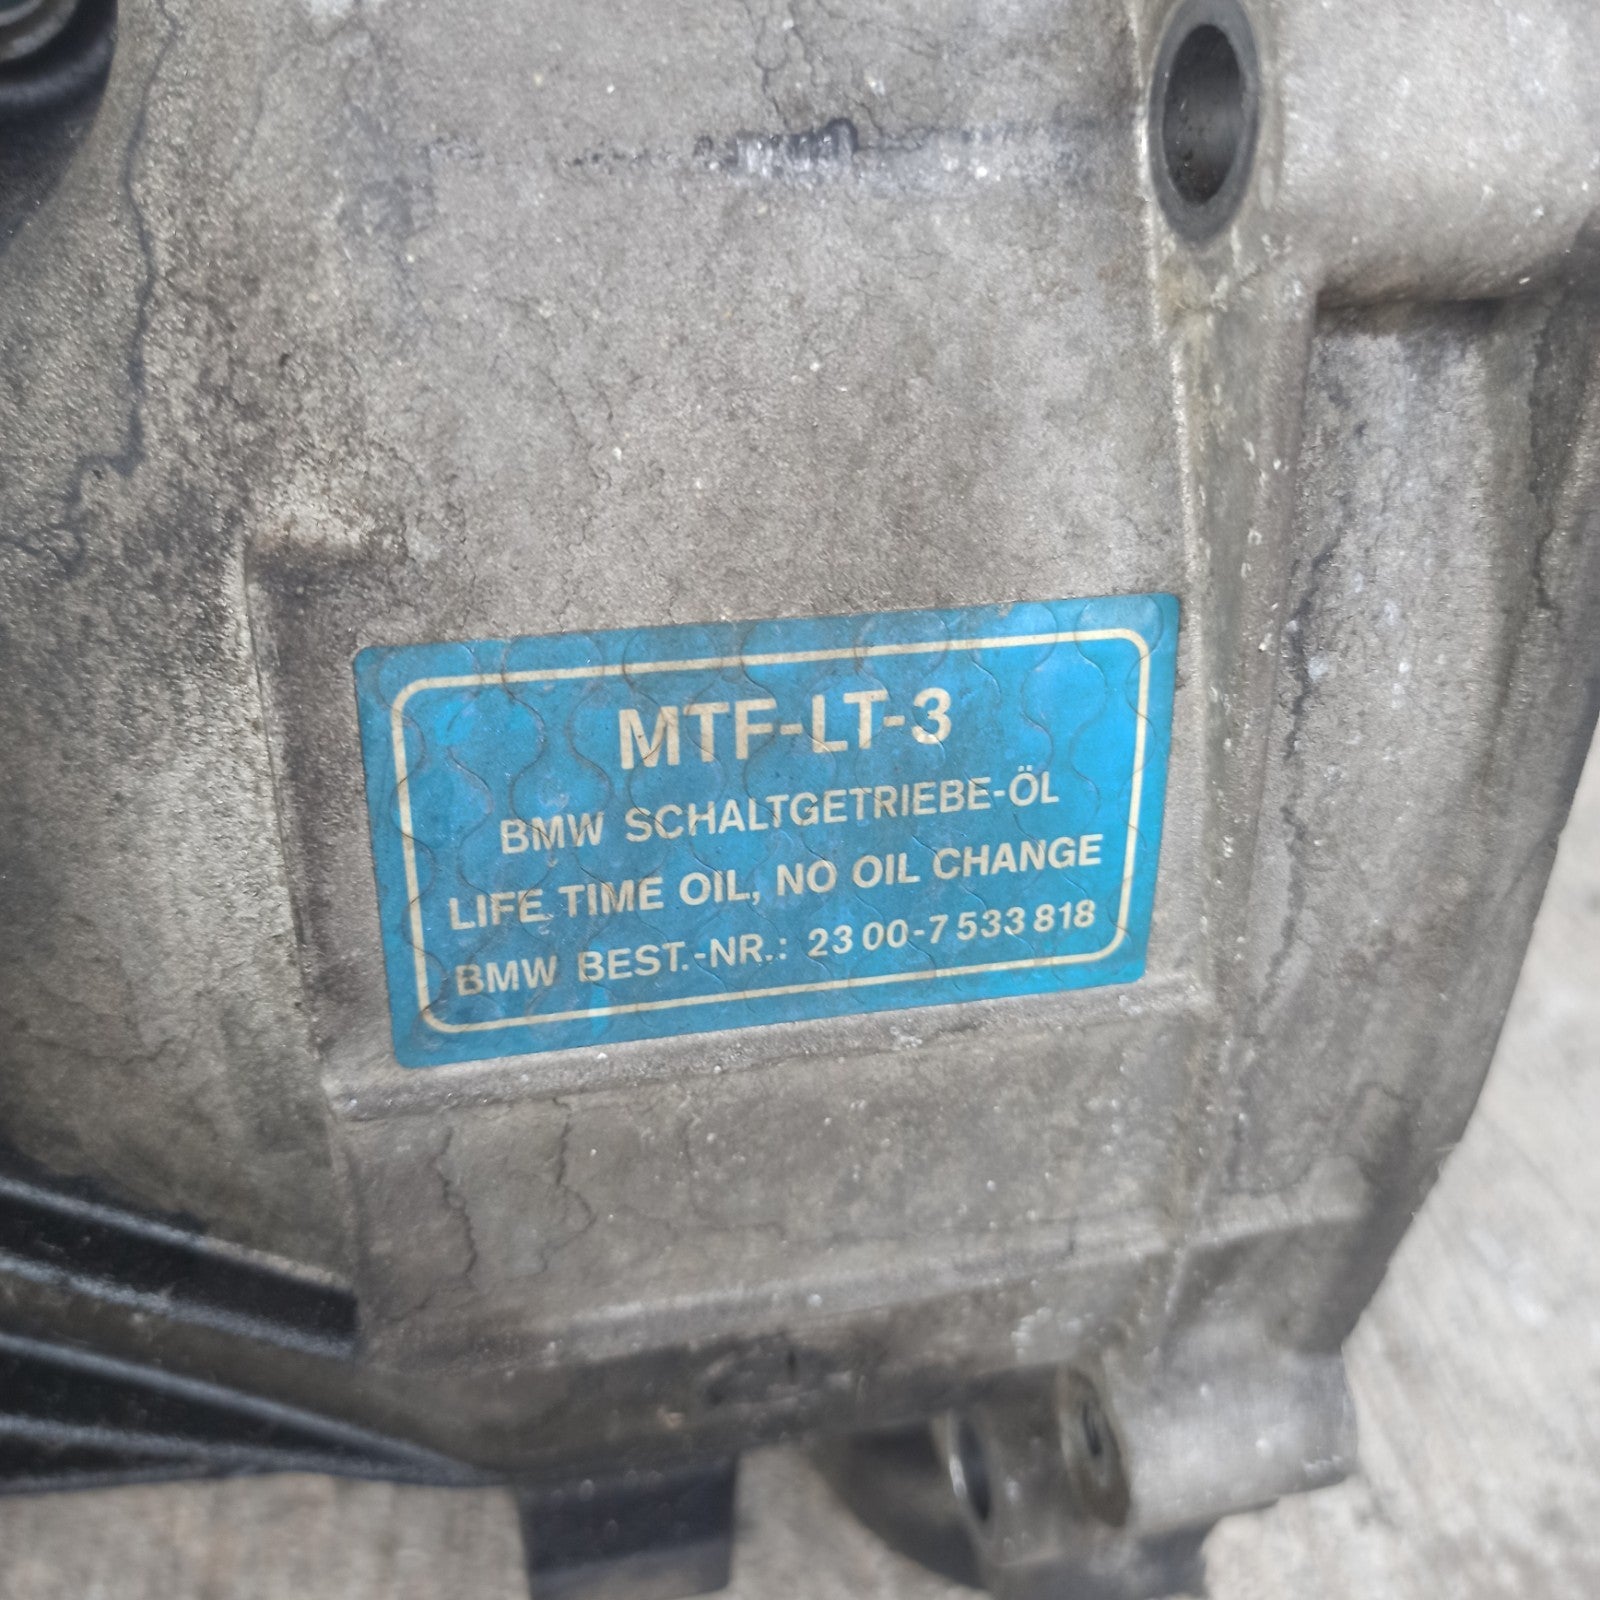 MTF-LT-3
BMW SCHALTGETRIEBE-ÖL
LIFE TIME OIL, NO OIL CHANGE
BMW BEST.-NR.: 23 00-7 533 818